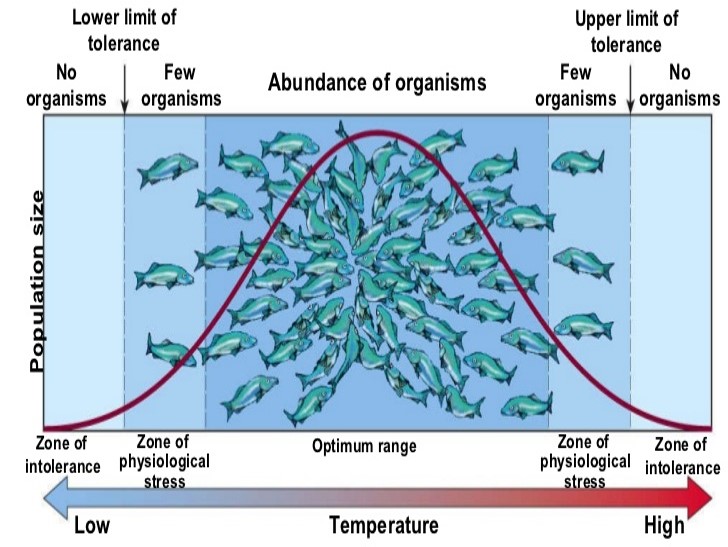 Lower limit of
tolerance
Upper limit of
tolerance
No
organisms
Few
organisms
Abundance of organisms
Few
organisms
No
organisms
Population size
Zone of
intolerance
Zone of
physiological
stress
Optimum range
Zone of
physiological
stress
Zone of
intolerance
Low
Temperature
High